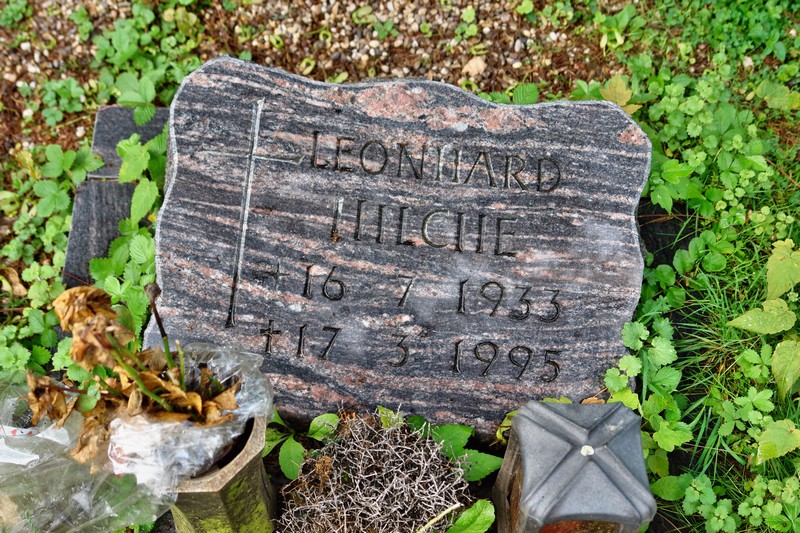 LEONHARD
HILCHE
* 16 7 1933
† 17 3 1995